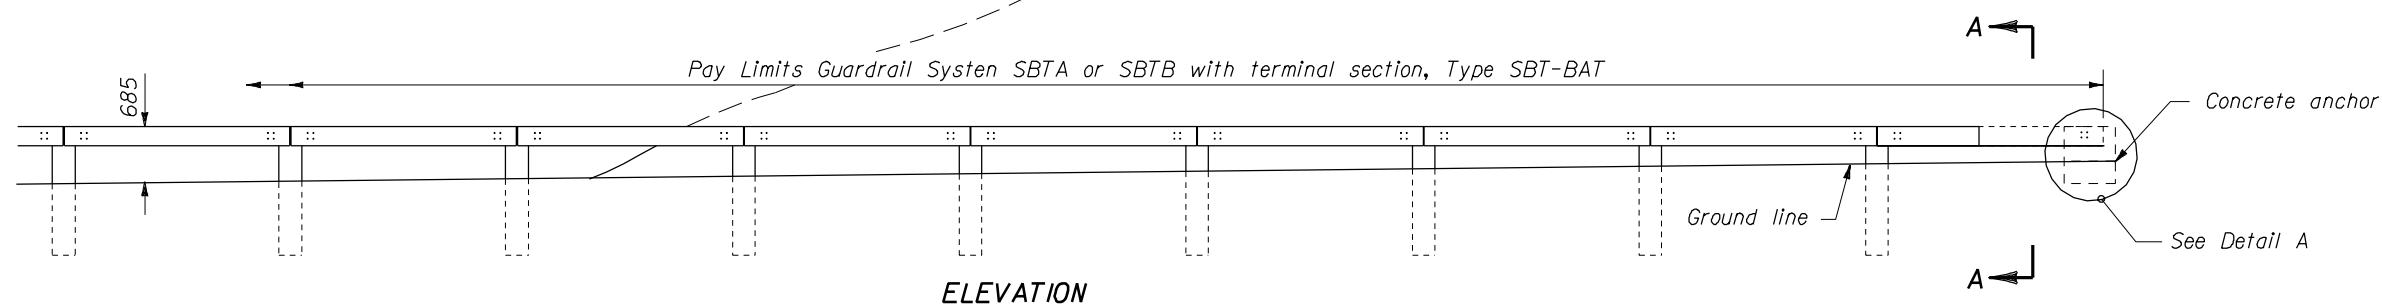 A
Pay Limits Guardrail Systen SBTA or SBTB with terminal section, Type SBT-BAT
685
Concrete anchor
Ground line
See Detail A
A
ELEVATION